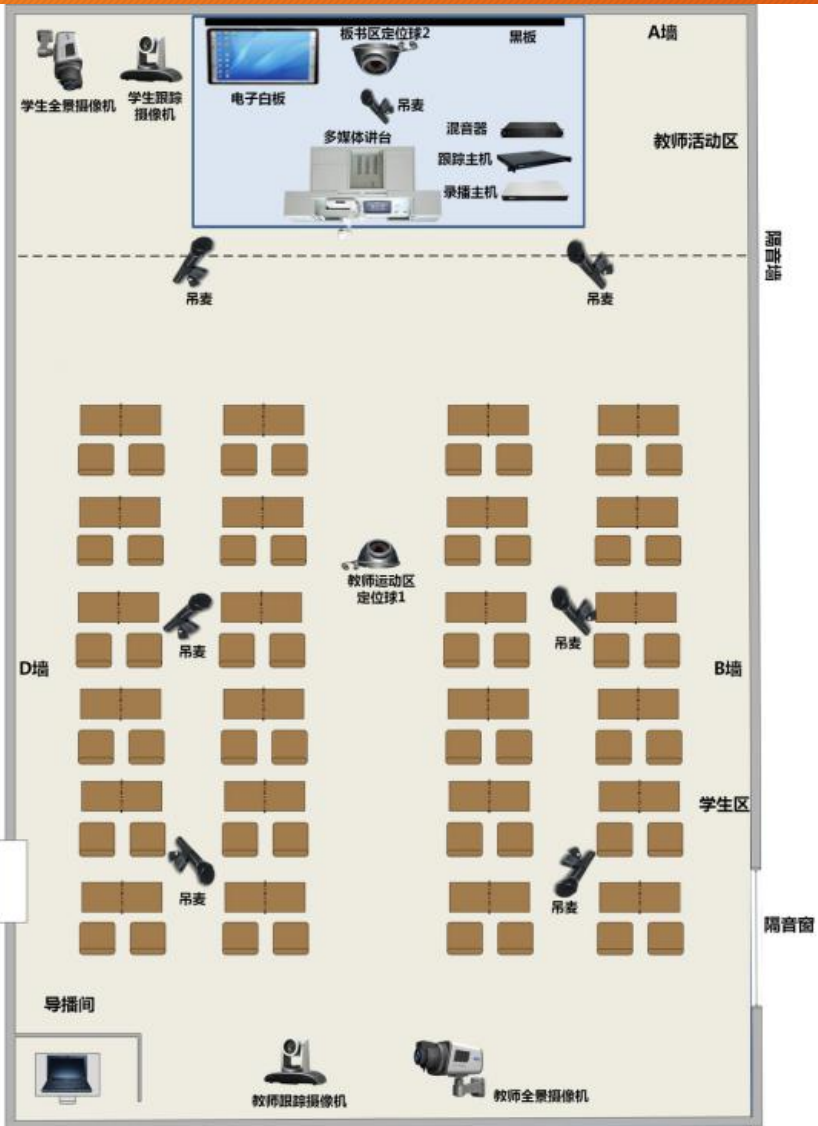 A墙
板书区定位球2
黑板
学生全景摄像机
学生跟踪
摄像机
电子白板
吊麦
混音器
多媒体讲台
教师活动区
跟踪主机
录播主机
隔音墙
吊麦
吊麦
教师运动区
定位球1
吊麦
吊麦
D墙
B墙
学生区
吊麦
吊麦
隔音窗
导播间
教师跟踪摄像机
教师全景摄像机